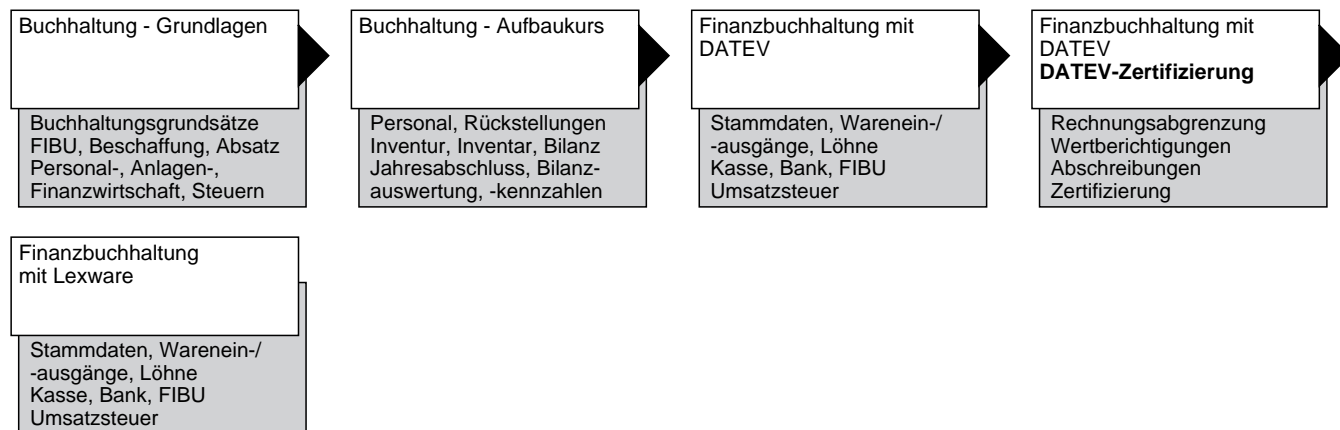 Buchhaltung - Grundlagen
Buchhaltungsgrundsätze
FIBU, Beschaffung, Absatz
Personal-, Anlagen-,
Finanzwirtschaft, Steuern
Buchhaltung - Aufbaukurs
Personal, Rückstellungen
Inventur, Inventar, Bilanz
Jahresabschluss, Bilanz-
auswertung, -kennzahlen
Finanzbuchhaltung mit
DATEV
Stammdaten, Warenein-/
-ausgänge, Löhne
Kasse, Bank, FIBU
Umsatzsteuer
Finanzbuchhaltung mit
DATEV
DATEV-Zertifizierung
Rechnungsabgrenzung
Wertberichtigungen
Abschreibungen
Zertifizierung
Finanzbuchhaltung
mit Lexware
Stammdaten, Warenein-/
-ausgänge, Löhne
Kasse, Bank, FIBU
Umsatzsteuer